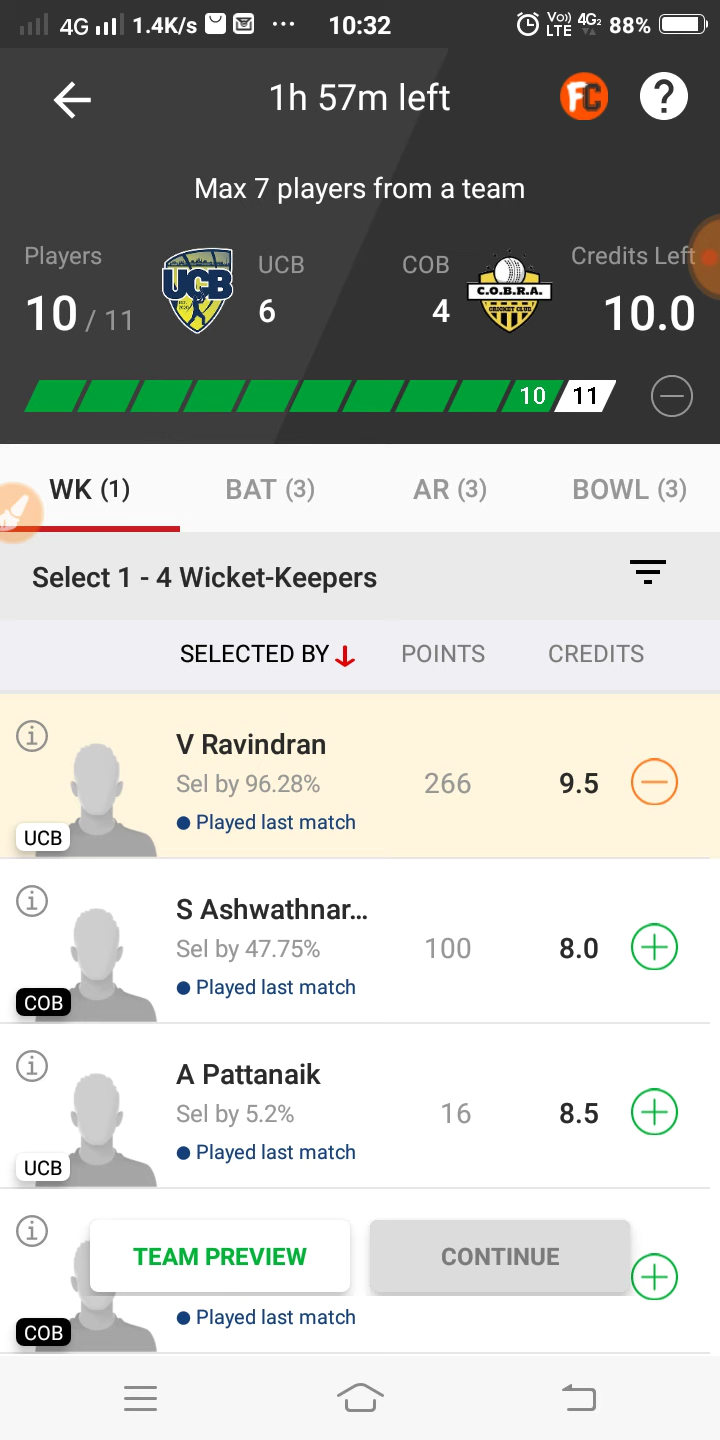 4G 1.4K/s ... 10:32 Vo)) LTE 4G2 88%
1h 57m left FC ?
Max 7 players from a team
Players UCB COB Credits Left
10 / 11 6 4 10.0
UCB
C.O.B.R.A.
CRICKET CLUB
10 11
WK (1) BAT (3) AR (3) BOWL (3)
Select 1 - 4 Wicket-Keepers
SELECTED BY POINTS CREDITS
V Ravindran
Sel by 96.28% 266 9.5
Played last match
UCB
S Ashwathnar...
Sel by 47.75% 100 8.0
Played last match
COB
A Pattanaik
Sel by 5.2% 16 8.5
Played last match
UCB
TEAM PREVIEW CONTINUE
Played last match
COB